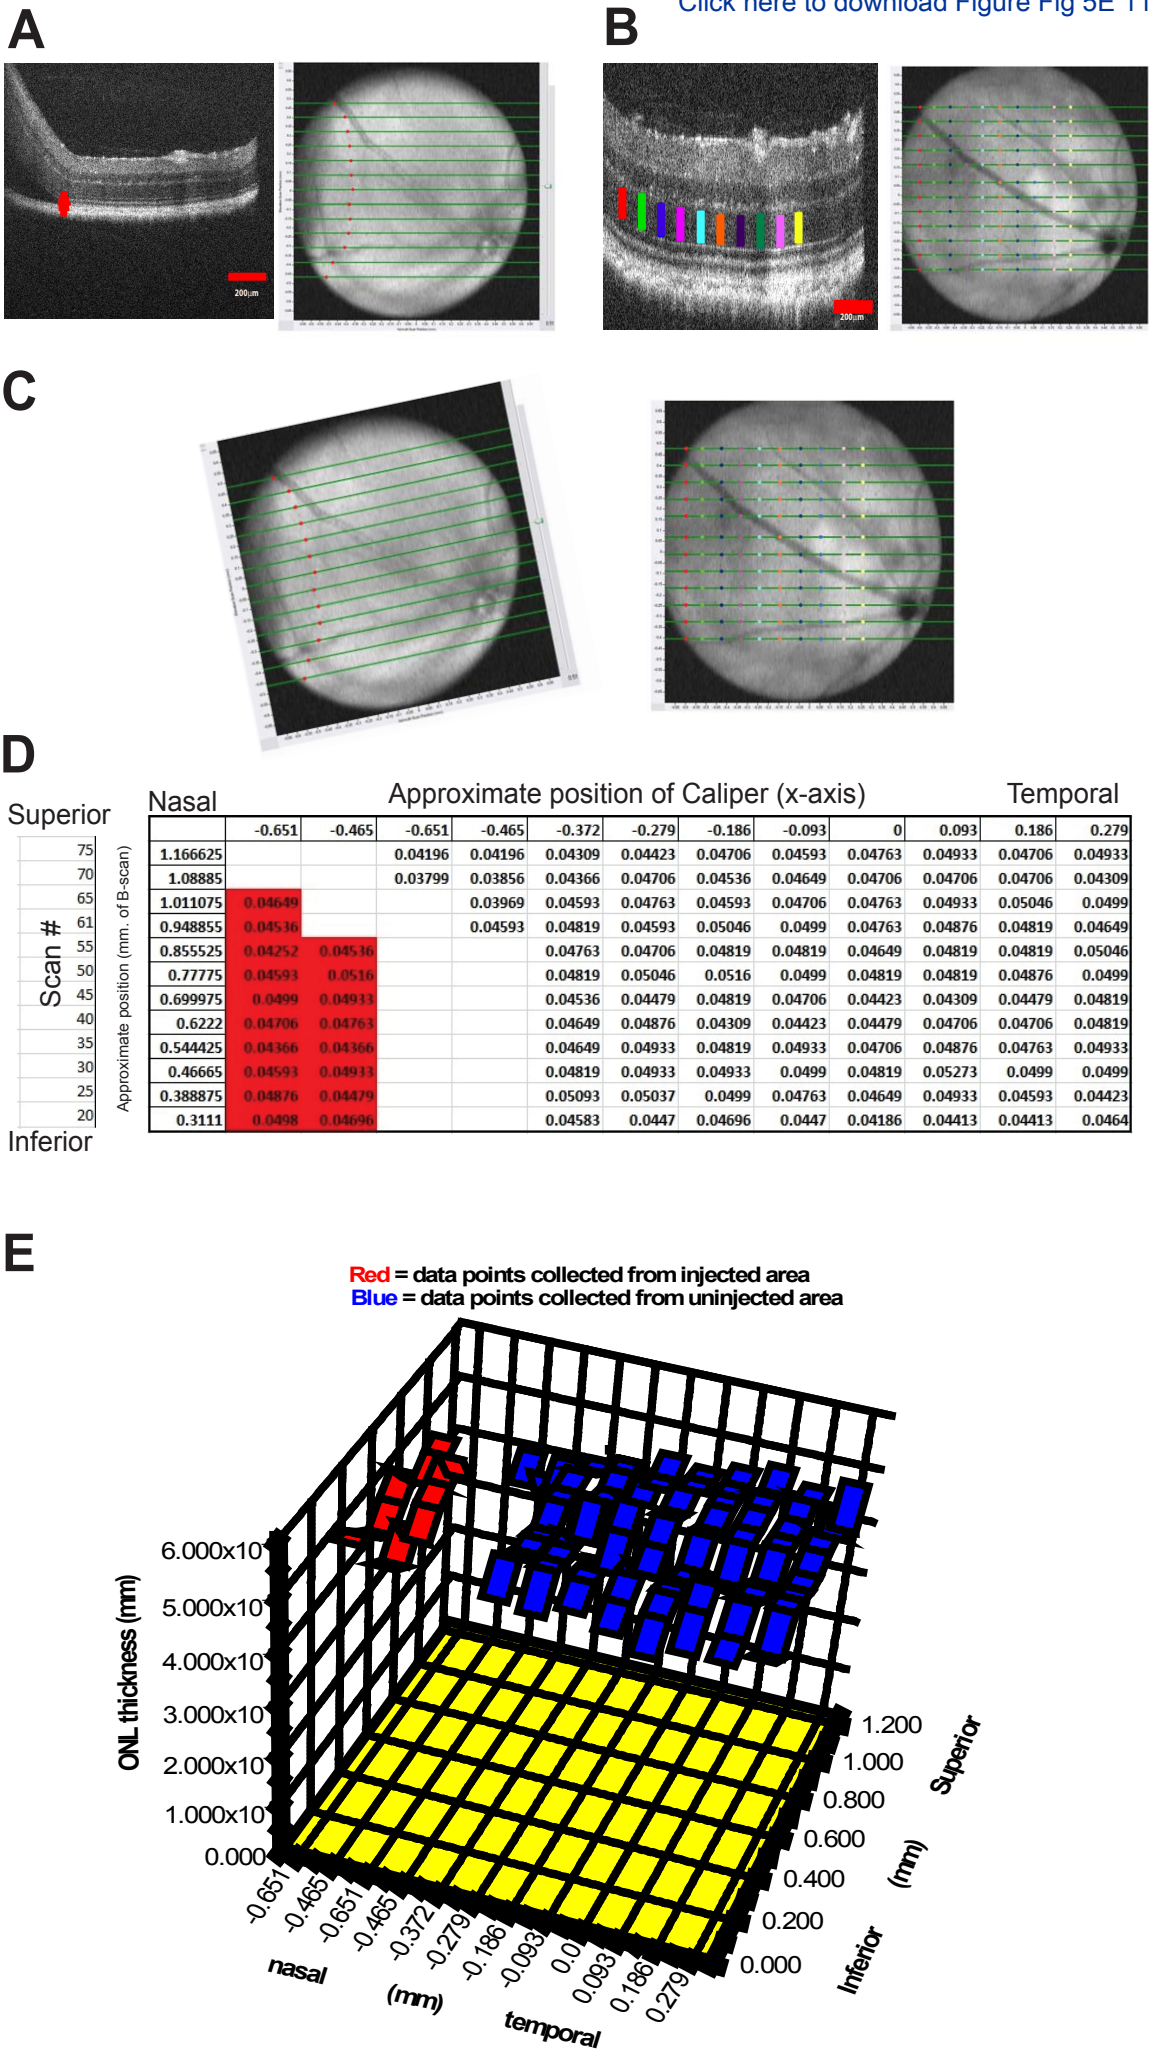 Click here to download Figure Fig 5E 11
A
B
200µm
200µm
C
D
Superior
Nasal
Approximate position of Caliper (x-axis)
Temporal
Scan #
Approximate position (mm. of B-scan)
-0.651 -0.465 -0.651 -0.465 -0.372 -0.279 -0.186 -0.093 0 0.093 0.186 0.279
75 1.166625 0.04196 0.04196 0.04309 0.04423 0.04706 0.04593 0.04763 0.04933 0.04706 0.04933
70 1.08885 0.03799 0.03856 0.04366 0.04706 0.04536 0.04649 0.04706 0.04706 0.04706 0.04309
65 1.011075 0.04649 0.03969 0.04593 0.04763 0.04593 0.04706 0.04763 0.04933 0.05046 0.0499
61 0.948855 0.04536 0.04593 0.04819 0.04593 0.05046 0.0499 0.04763 0.04876 0.04819 0.04649
55 0.855525 0.04252 0.04536 0.04763 0.04706 0.04819 0.04819 0.04649 0.04819 0.04819 0.05046
50 0.77775 0.04593 0.0516 0.04819 0.05046 0.0516 0.0499 0.04819 0.04819 0.04876 0.0499
45 0.699975 0.0499 0.04933 0.04536 0.04479 0.04819 0.04706 0.04423 0.04309 0.04479 0.04819
40 0.6222 0.04706 0.04763 0.04649 0.04876 0.04309 0.04423 0.04479 0.04706 0.04706 0.04819
35 0.544425 0.04366 0.04366 0.04649 0.04933 0.04819 0.04933 0.04706 0.04876 0.04763 0.04933
30 0.46665 0.04593 0.04933 0.04819 0.04933 0.04933 0.0499 0.04819 0.05273 0.0499 0.0499
25 0.388875 0.04876 0.04479 0.05093 0.05037 0.0499 0.04763 0.04649 0.04933 0.04593 0.04423
20 0.3111 0.0498 0.04696 0.04583 0.0447 0.04696 0.0447 0.04186 0.04413 0.04413 0.0464
Inferior
E
Red = data points collected from injected area
Blue = data points collected from uninjected area
ONL thickness (mm)
6.000x10
5.000x10
4.000x10
3.000x10
2.000x10
1.000x10
0.000
-0.651 -0.465 -0.651 -0.465 -0.372 -0.279 -0.186 -0.093 0.0 0.093 0.186 0.279
nasal (mm) temporal
1.200
1.000
0.800
0.600
0.400
0.200
0.000
Superior
(mm)
Inferior